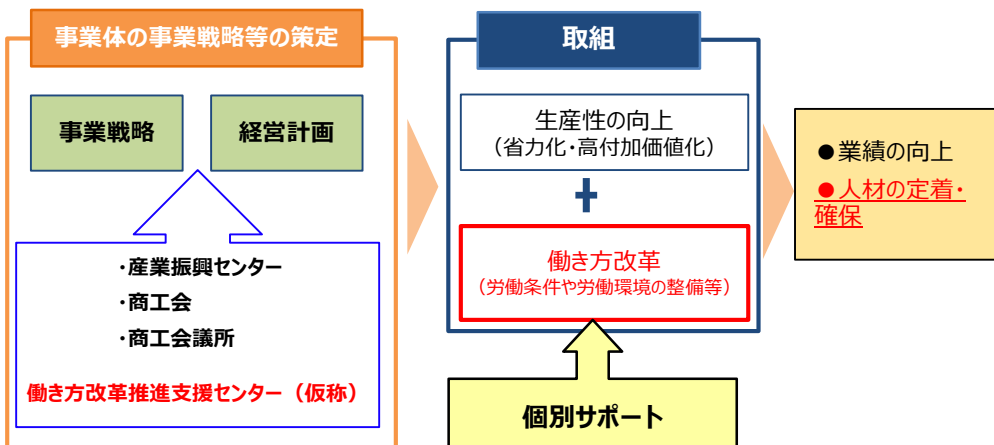 事業体の事業戦略等の策定
事業戦略
経営計画
・産業振興センター
・商工会
・商工会議所
働き方改革推進支援センター（仮称）
取組
生産性の向上
（省力化・高付加価値化）
+
働き方改革
（労働条件や労働環境の整備等）
個別サポート
●業績の向上
●人材の定着・
確保